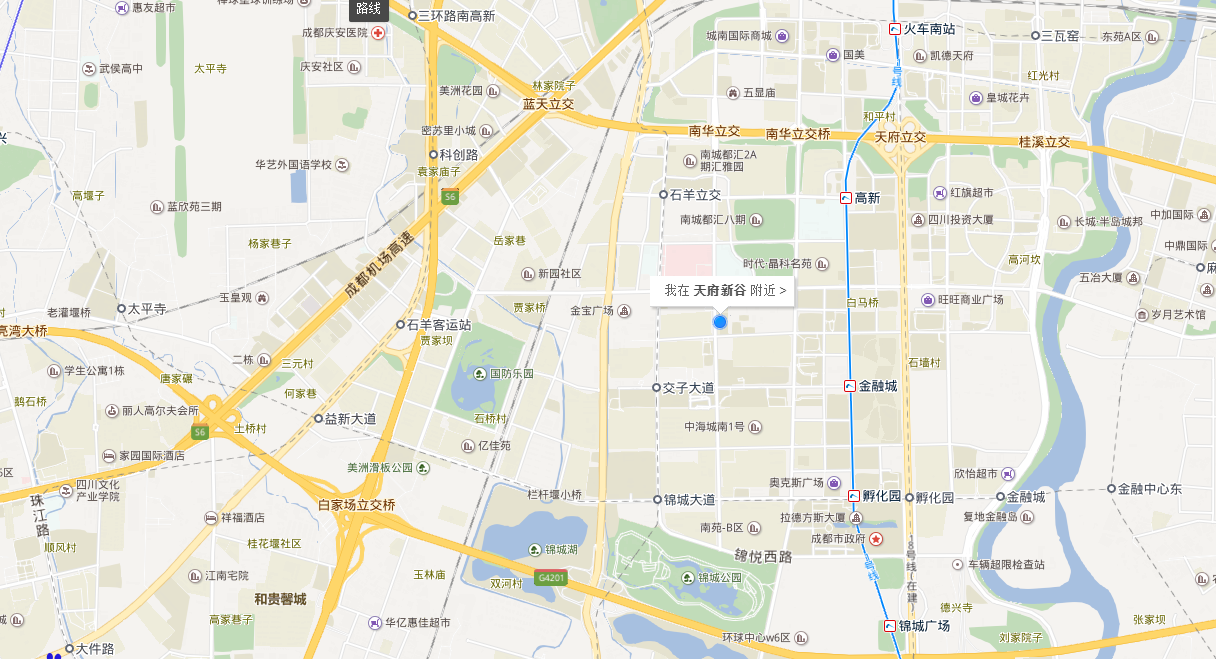 惠友超市
路线
三环路南高新
成都庆安医院
火车南站
城南国际商城
三瓦窑
东苑A区
国美
凯德天府
武侯高中
太平寺
庆安社区
1号线
红光村
林家院子
美洲花园
五显庙
皇城花卉
蓝天立交
和平村
密苏里小城
南华立交
南华立交桥
天府立交
桂溪立交
兴
科创路
南城都汇2A
期汇雅园
华艺外国语学校
袁家庙子
高堰子
S6
石羊立交
高新
红旗超市
蓝欣苑三期
南城都汇八期
四川投资大厦
长城·半岛城邦
中加国际
杨家巷子
岳家巷
中鼎国际
成都机场高速
新园社区
时代·晶科名苑
高河坎
麻
五冶大厦
玉皇观
我在 天府新谷 附近 >
太平寺
老灌堰桥
贾家桥
金宝广场
白马桥
旺旺商业广场
岁月艺术馆
亮湾大桥
石羊客运站
贾家坝
二栋
三元村
石墙村
学生公寓1栋
唐家碾
国防乐园
交子大道
金融城
何家巷
鹅石桥
丽人高尔夫会所
益新大道
石桥村
S6
土桥村
中海城南1号
亿佳苑
家园国际酒店
美洲滑板公园
欣怡超市
6区
四川文化
产业学院
奥克斯广场
金融中心东
栏杆堰小桥
锦城大道
孵化园
孵化园
金融城
珠江路
白家场立交桥
祥福酒店
拉德方斯大厦
复地金融岛
南苑-B区
成都市政府
顺风村
桂花堰社区
锦城湖
锦悦西路
18号线(在建)
车辆超限检查站
江南宅院
玉林庙
双河村
G4201
锦城公园
1号线
和贵馨城
德兴寺
高家巷子
华亿惠佳超市
锦城广场
张家坝
环球中心w6区
刘家院子
大件路